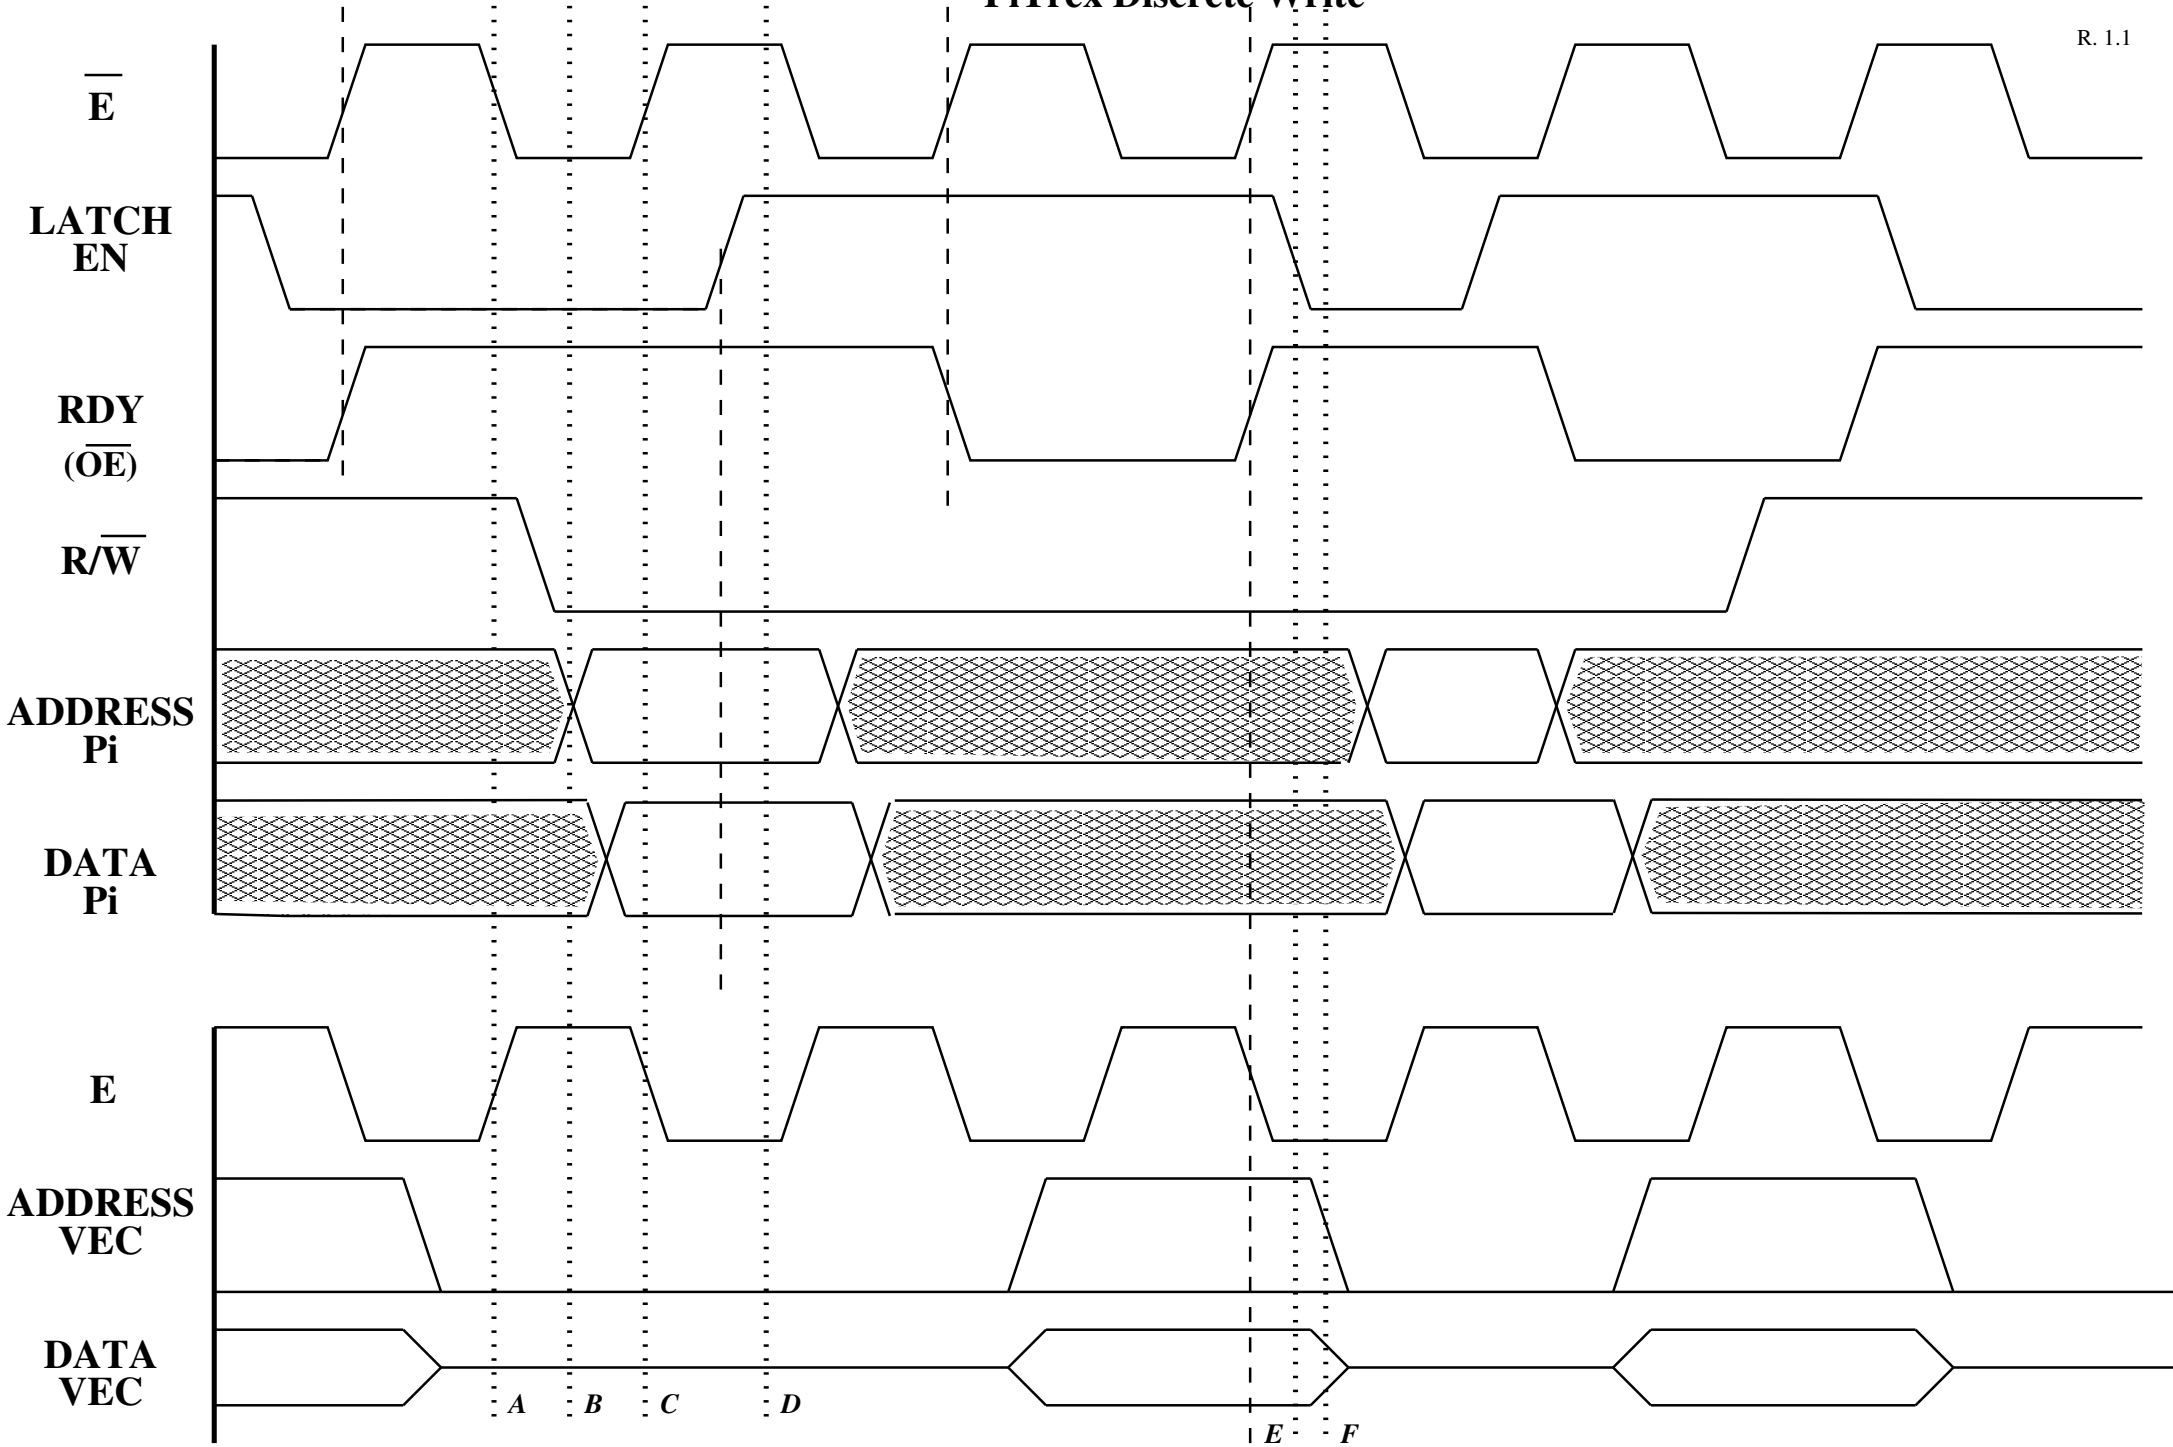 PiTrex Discrete Write
R. 1.1
E
LATCH
EN
RDY
(OE)
R/W
ADDRESS
Pi
DATA
Pi
E
ADDRESS
VEC
DATA
VEC
A B C D
E F